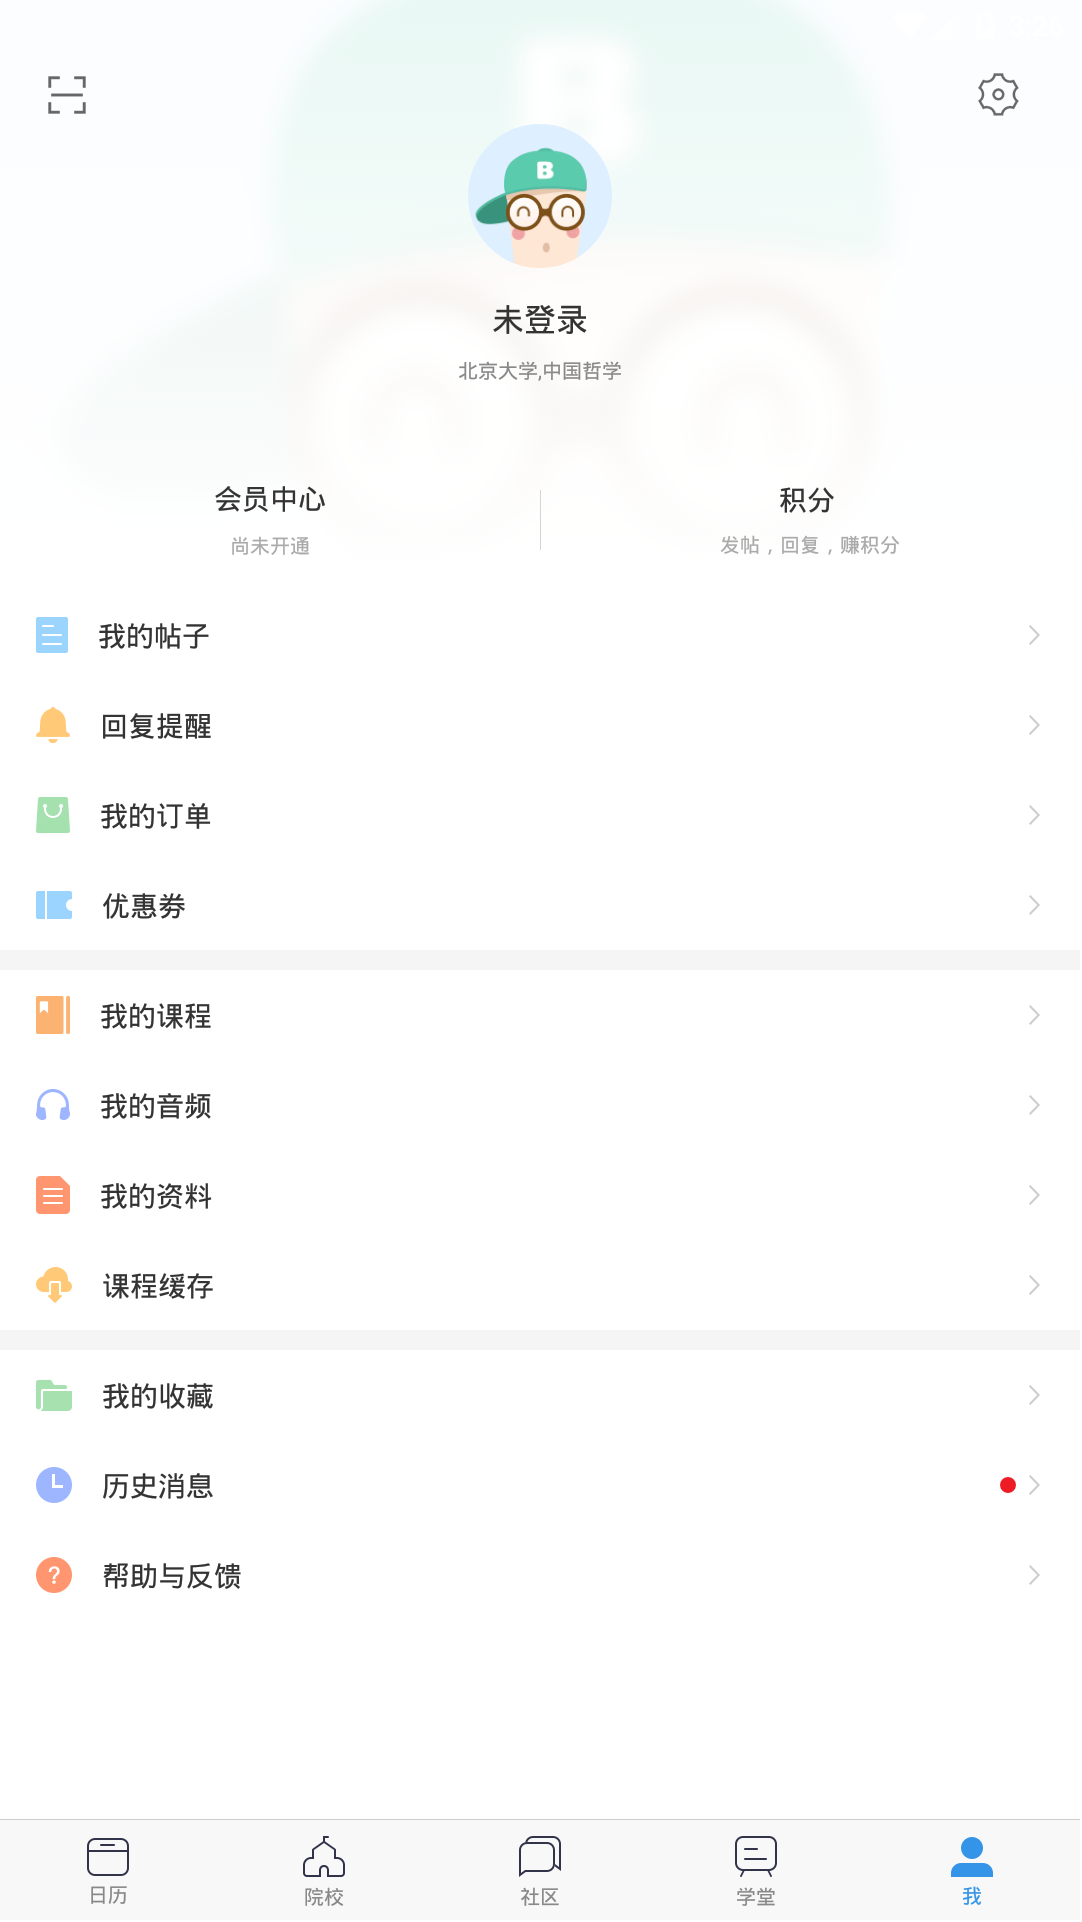 B
未登录
北京大学,中国哲学
会员中心
积分
尚未开通
发帖，回复，赚积分
我的帖子
回复提醒
我的订单
优惠券
我的课程
我的音频
我的资料
课程缓存
我的收藏
历史消息
帮助与反馈
日历
院校
社区
学堂
我